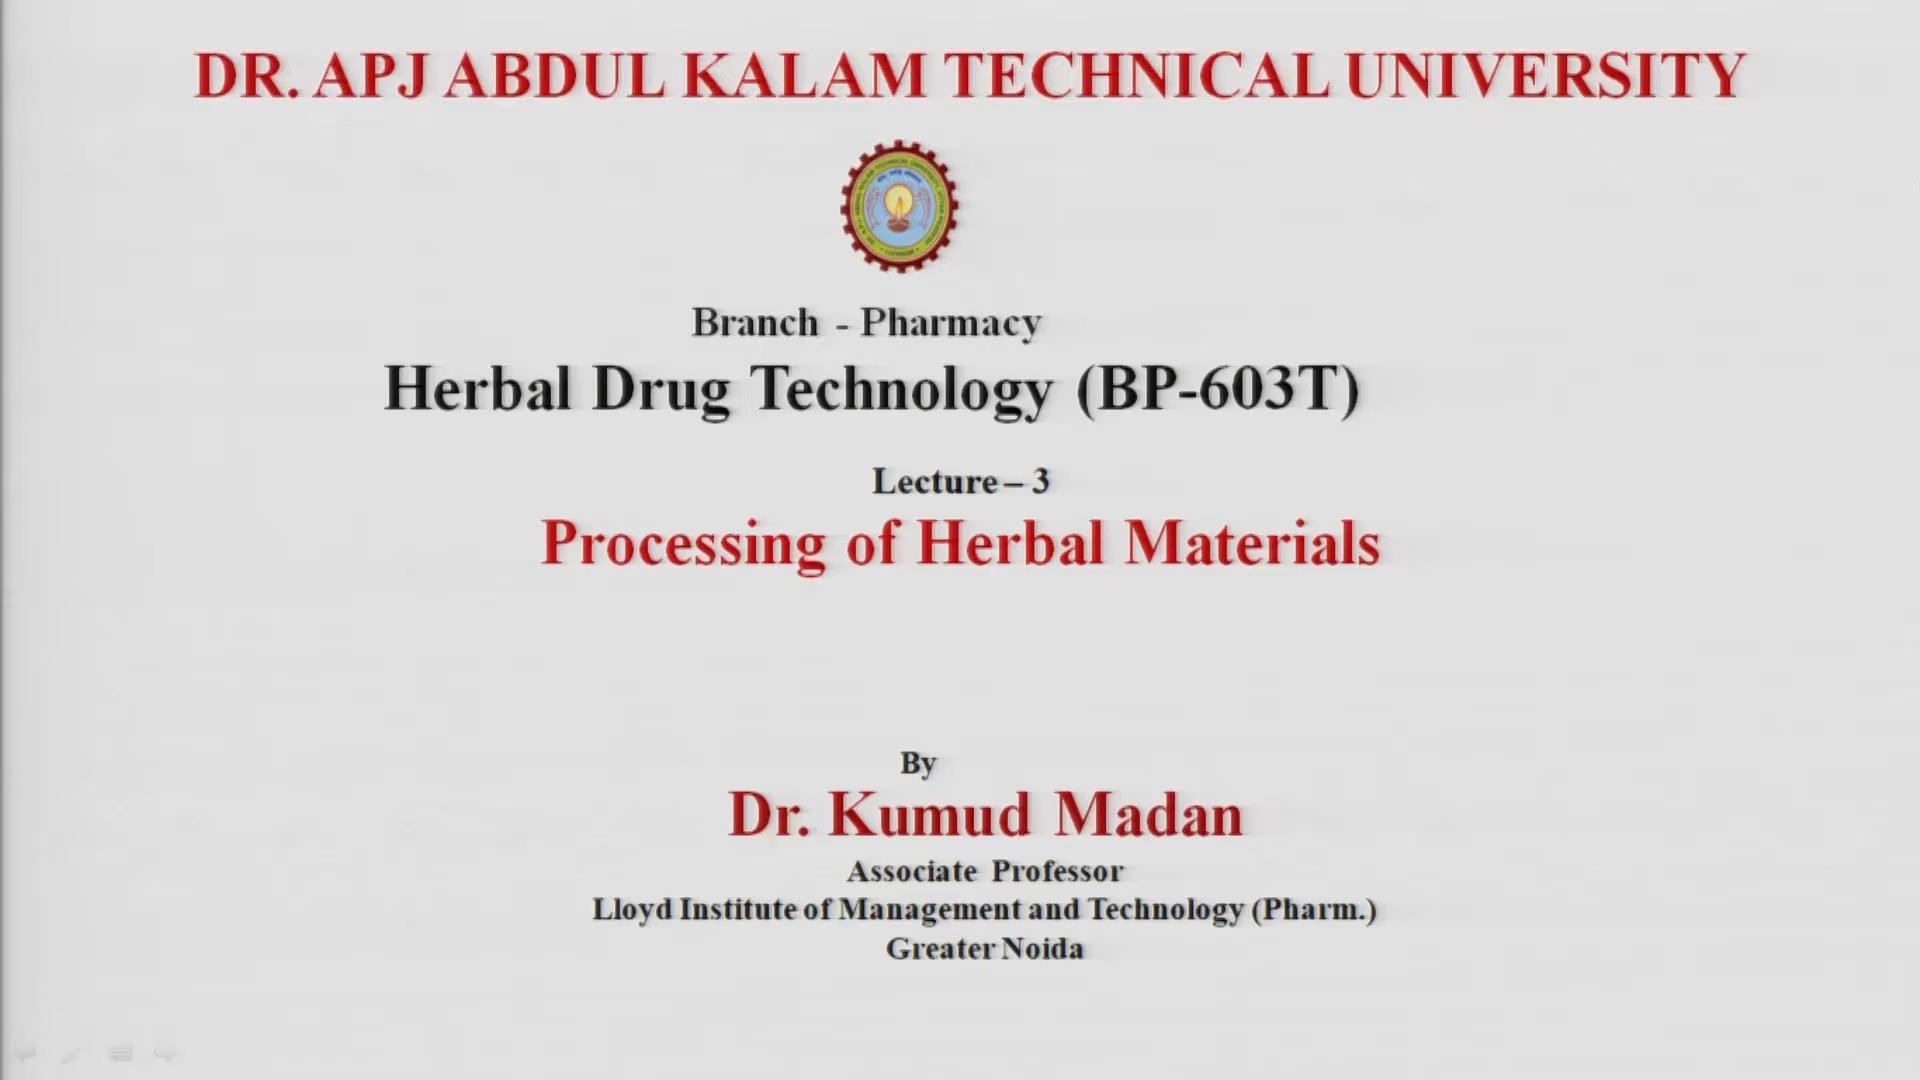 DR. APJ ABDUL KALAM TECHNICAL UNIVERSITY
Branch - Pharmacy
Herbal Drug Technology (BP-603T)
Lecture – 3
Processing of Herbal Materials
By
Dr. Kumud Madan
Associate Professor
Lloyd Institute of Management and Technology (Pharm.)
Greater Noida